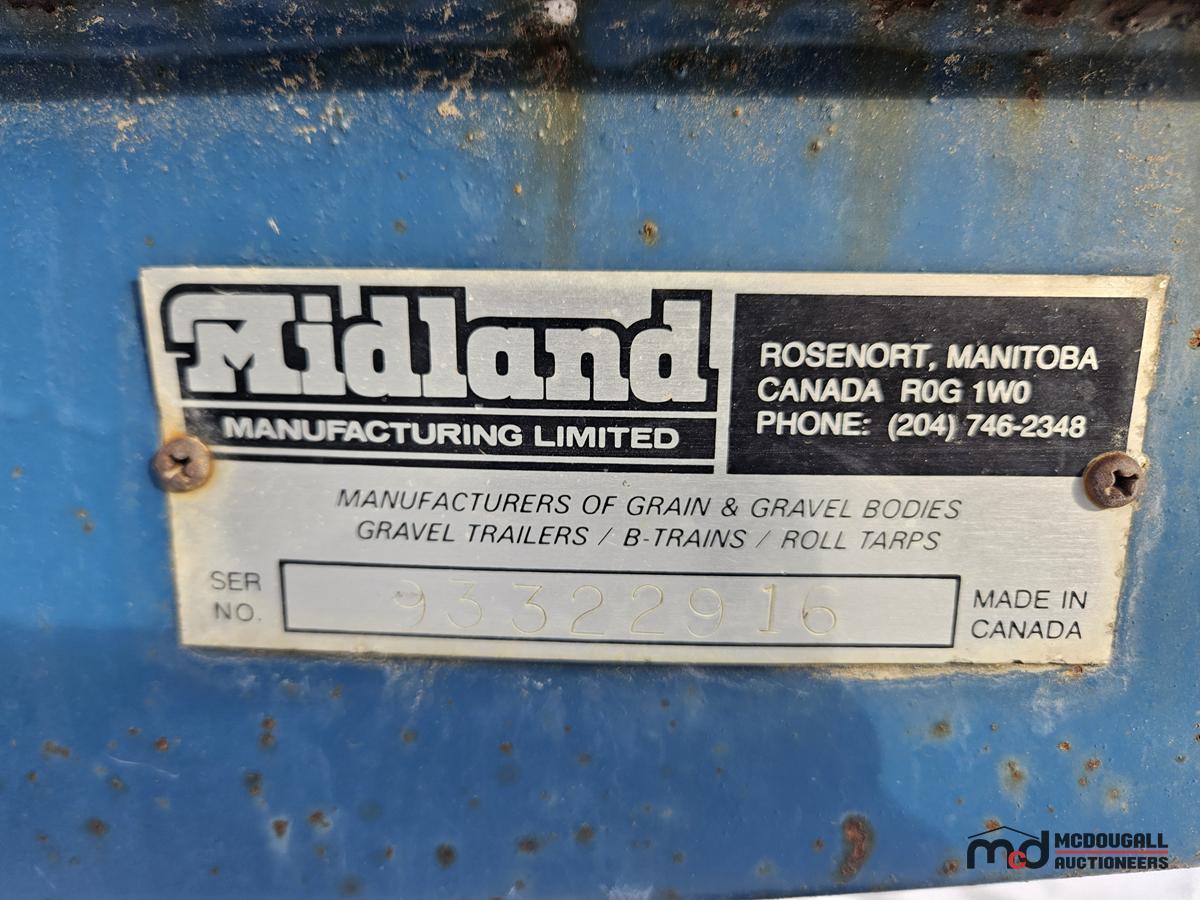 Midland
MANUFACTURING LIMITED
ROSENORT, MANITOBA
CANADA R0G 1W0
PHONE: (204) 746-2348
MANUFACTURERS OF GRAIN & GRAVEL BODIES
GRAVEL TRAILERS / B-TRAINS / ROLL TARPS
SER
NO.
93322916
MADE IN
CANADA
mcd
MCDOUGALL
AUCTIONEERS